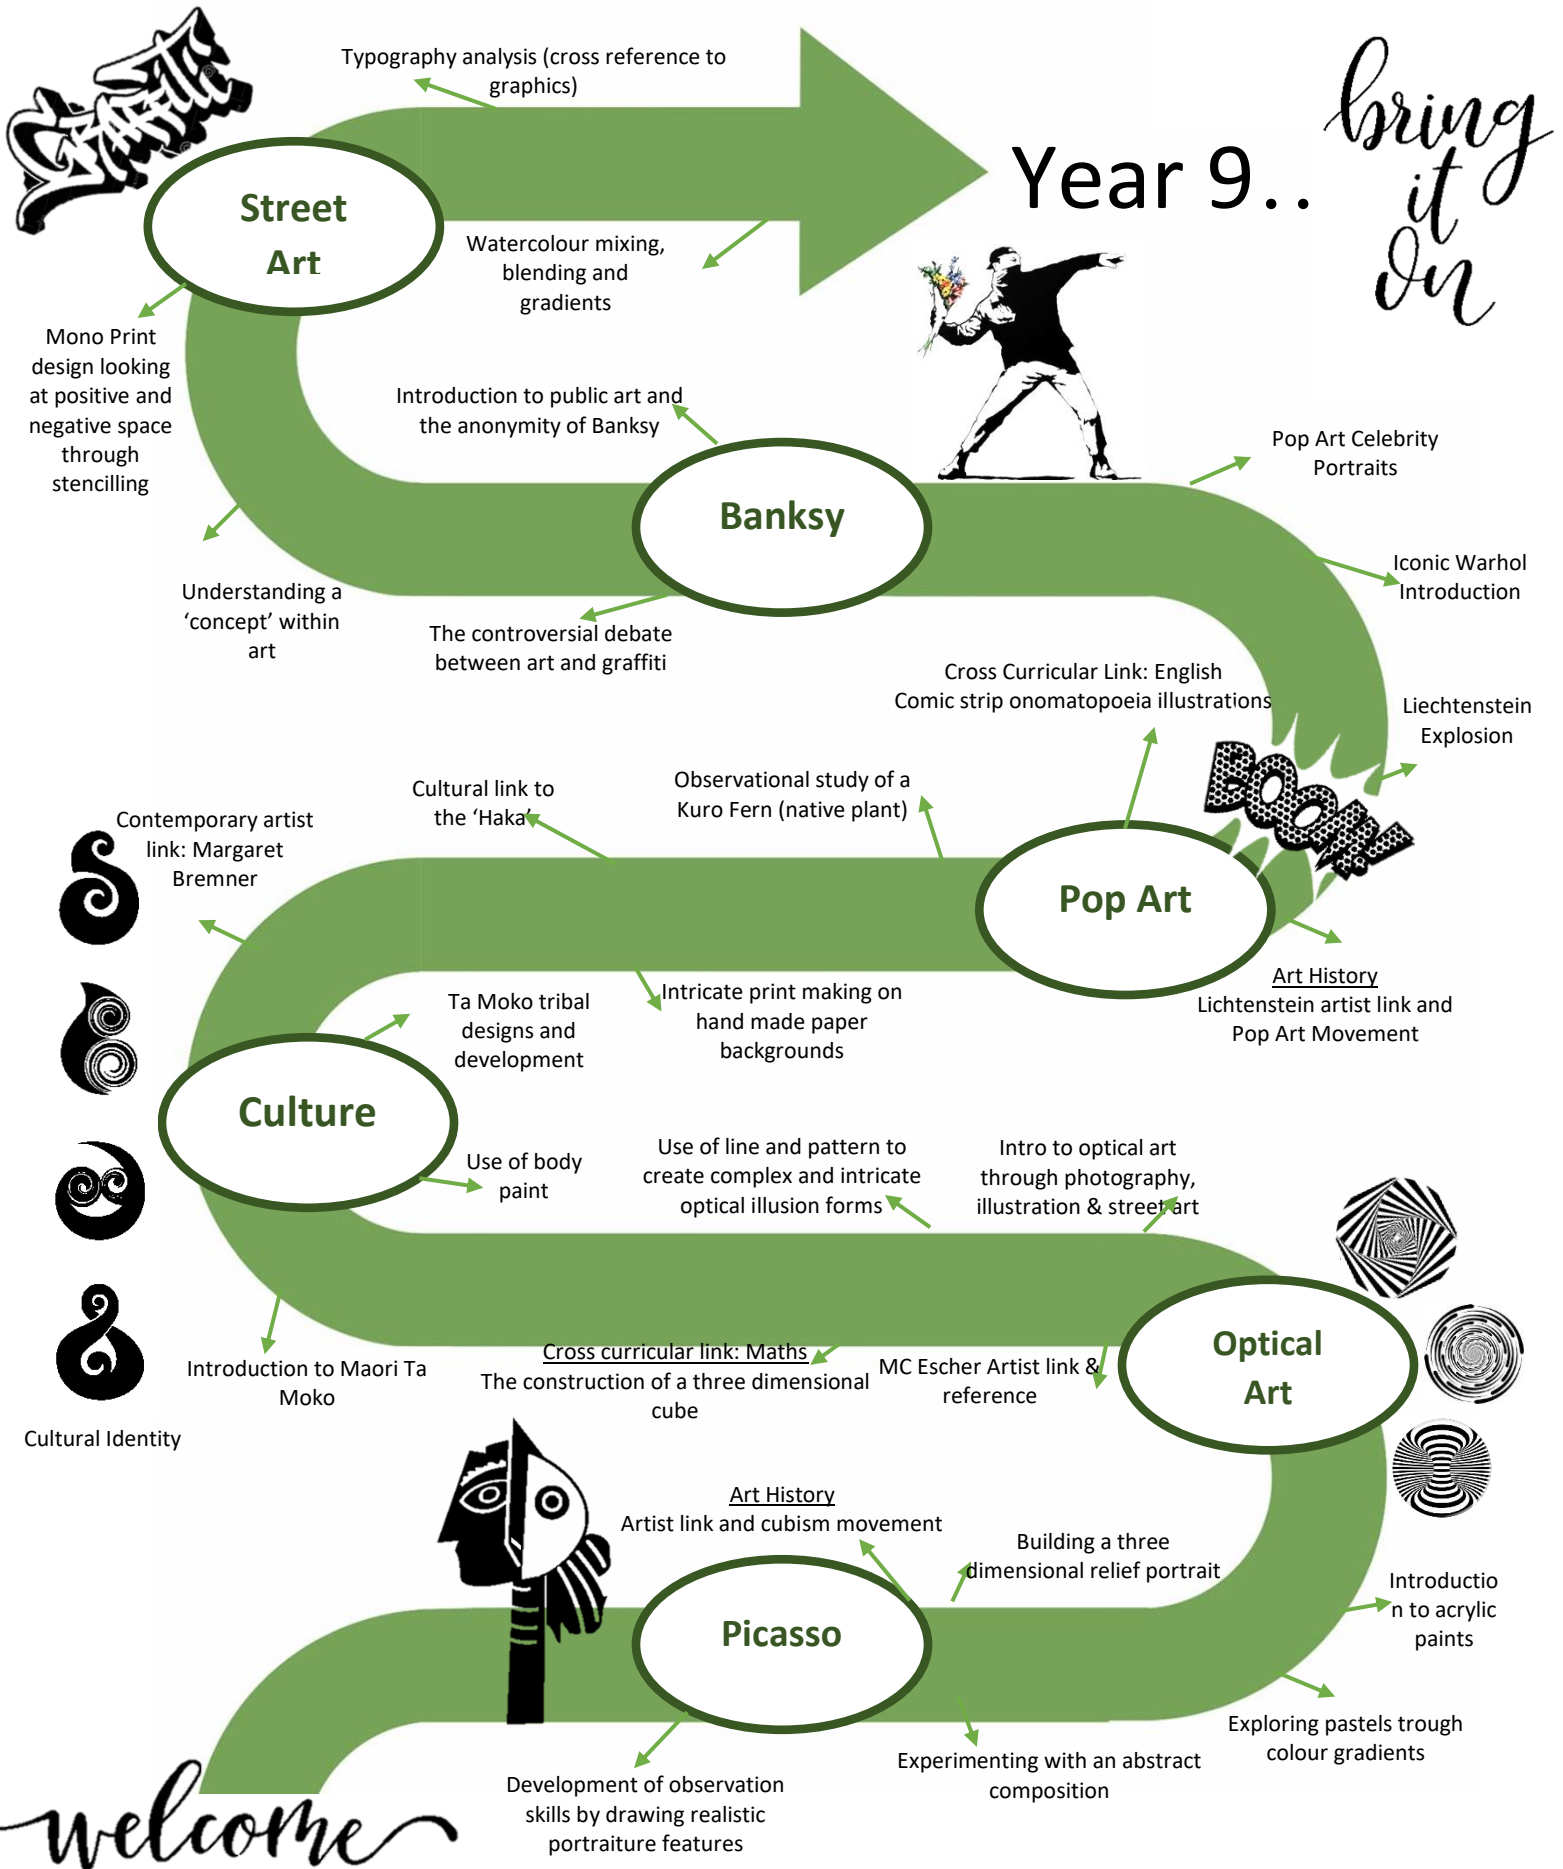 GRAFFITI
Typography analysis (cross reference to
graphics)
bring
it
on
Year 9..
Street
Art
Watercolour mixing,
blending and
gradients
Mono Print
design looking
at positive and
negative space
through
stencilling
Introduction to public art and
the anonymity of Banksy
Pop Art Celebrity
Portraits
Banksy
Iconic Warhol
Introduction
Understanding a
‘concept’ within
art
The controversial debate
between art and graffiti
Cross Curricular Link: English
Comic strip onomatopoeia illustrations
Liechtenstein
Explosion
BOOM!
Observational study of a
Kuro Fern (native plant)
Cultural link to
the ‘Haka’
Contemporary artist
link: Margaret
Bremner
Pop Art
Art History
Lichtenstein artist link and
Pop Art Movement
Ta Moko tribal
designs and
development
Intricate print making on
hand made paper
backgrounds
Culture
Use of body
paint
Use of line and pattern to
create complex and intricate
optical illusion forms
Intro to optical art
through photography,
illustration & street art
Optical
Art
Introduction to Maori Ta
Moko
Cross curricular link: Maths
The construction of a three dimensional
cube
MC Escher Artist link &
reference
Cultural Identity
Art History
Artist link and cubism movement
Building a three
dimensional relief portrait
Introductio
n to acrylic
paints
Picasso
Exploring pastels trough
colour gradients
Experimenting with an abstract
composition
Development of observation
skills by drawing realistic
portraiture features
welcome